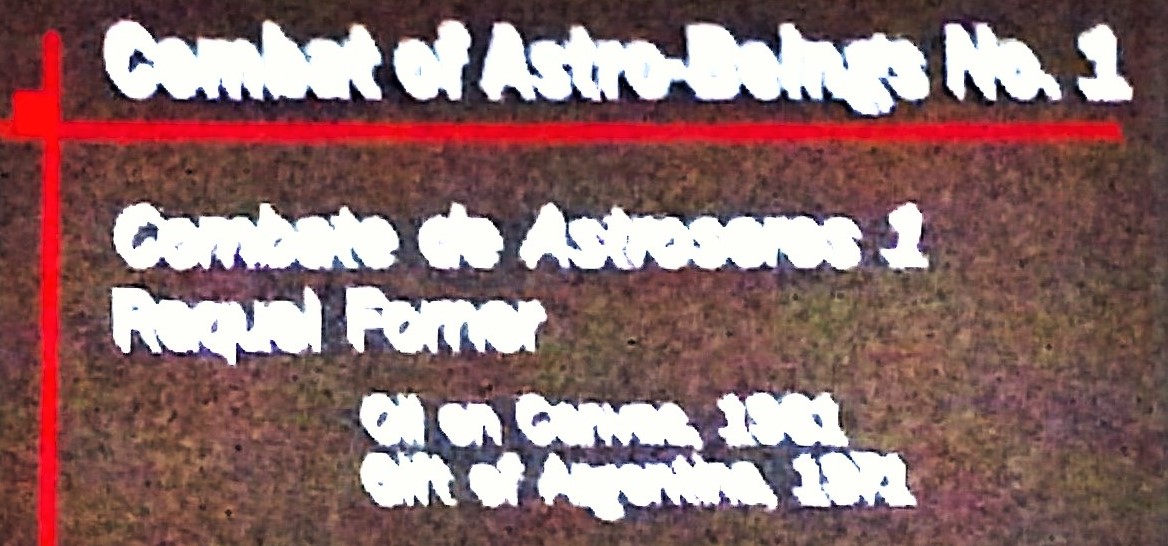 Combat of Astro-Beings No. 1
Combate de Astroseres 1
Raquel Forner
Oil on Canvas, 1961
Gift of Argentina, 1971